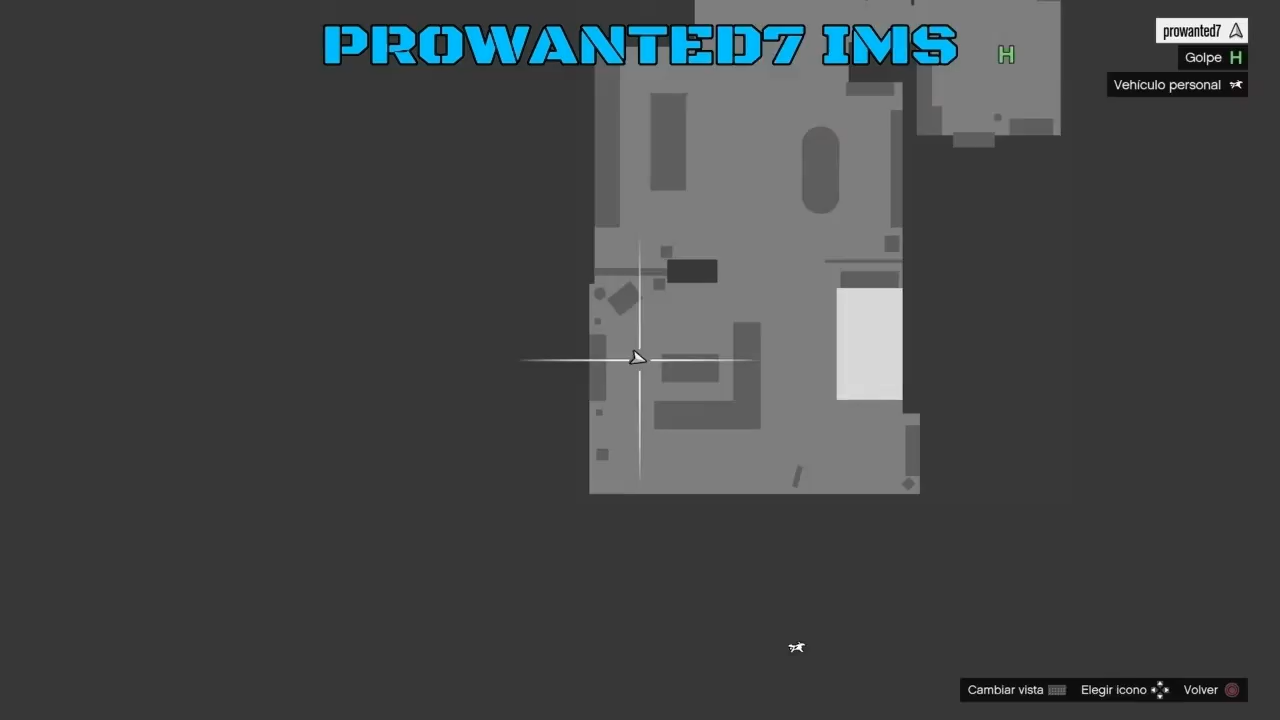 PROWANTED7 IMS
prowanted7
H
Golpe H
Vehículo personal
Cambiar vista
Elegir icono
Volver